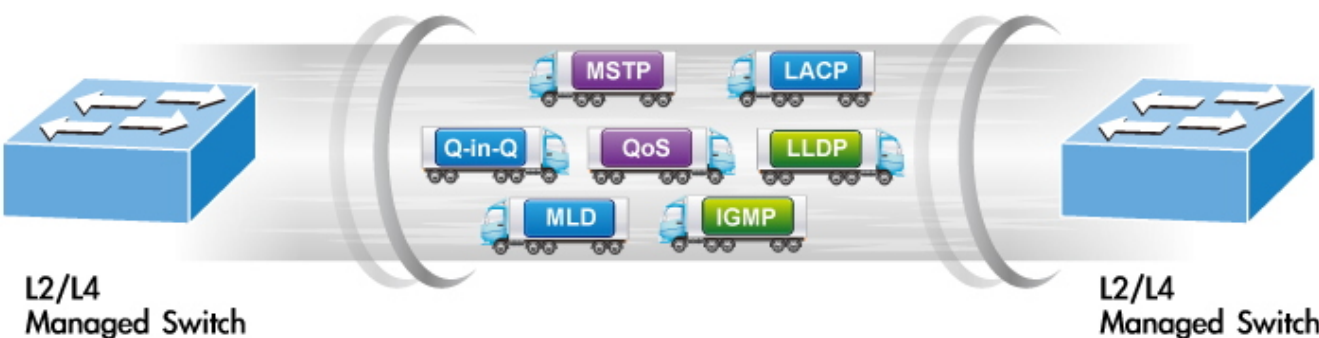 MSTP
LACP
Q-in-Q
QoS
LLDP
MLD
IGMP
L2/L4
Managed Switch
L2/L4
Managed Switch